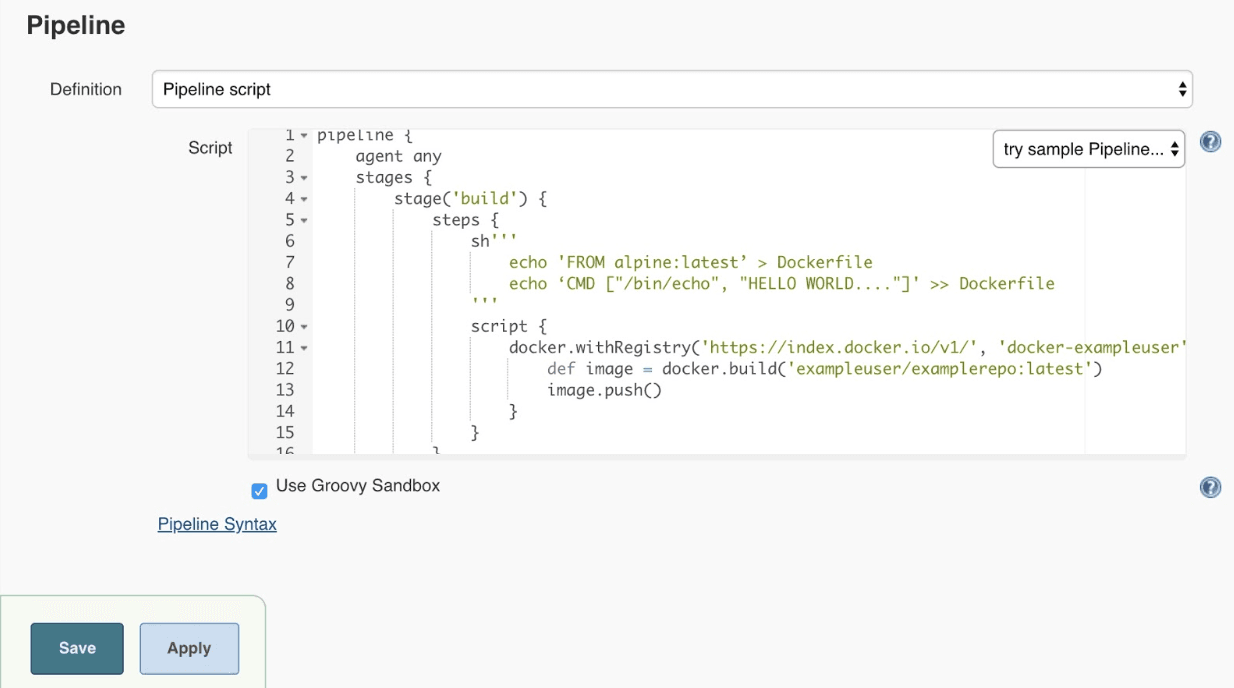 Pipeline
Definition
Pipeline script
Script
try sample Pipeline...
1 pipeline {
2 agent any
3 stages {
4 stage('build') {
5 steps {
6 sh'''
7 echo 'FROM alpine:latest’ > Dockerfile
8 echo ‘CMD ["/bin/echo", "HELLO WORLD...."]' >> Dockerfile
9 '''
10 script {
11 docker.withRegistry('https://index.docker.io/v1/', 'docker-exampleuser'
12 def image = docker.build('exampleuser/examplerepo:latest')
13 image.push()
14 }
15 }
16 }
Use Groovy Sandbox
Pipeline Syntax
Save
Apply